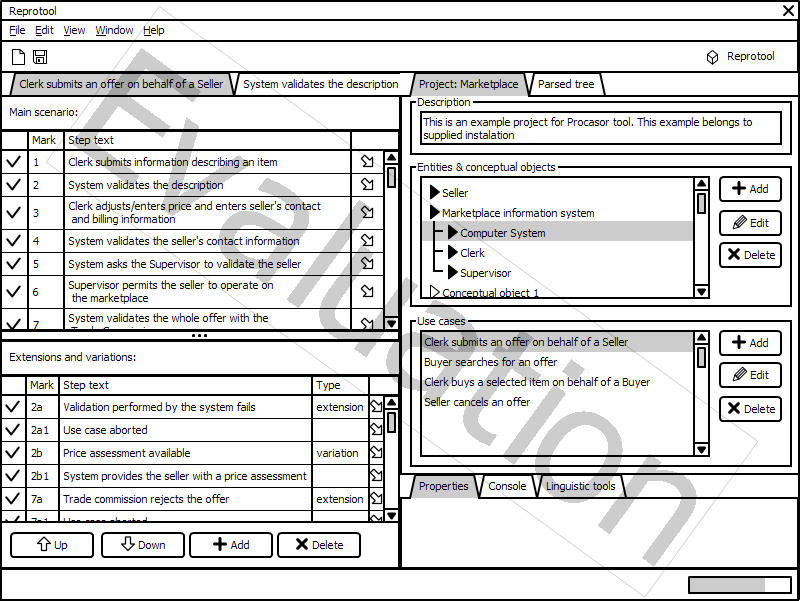 Reprotool
File Edit View Window Help
Reprotool
Clerk submits an offer on behalf of a Seller
System validates the description
Main scenario:
Mark Step text
1 Clerk submits information describing an item
2 System validates the description
3 Clerk adjusts/enters price and enters seller's contact
and billing information
4 System validates the seller's contact information
5 System asks the Supervisor to validate the seller
6 Supervisor permits the seller to operate on
the marketplace
7 System validates the whole offer with the
Extensions and variations:
Mark Step text Type
2a Validation performed by the system fails extension
2a1 Use case aborted
2b Price assessment available variation
2b1 System provides the seller with a price assessment
7a Trade commission rejects the offer extension
7a1 Use case aborted
Up Down Add Delete
Project: Marketplace
Parsed tree
Description
This is an example project for Procasor tool. This example belongs to
supplied instalation
Entities & conceptual objects
Seller
Marketplace information system
Computer System
Clerk
Supervisor
Conceptual object 1
Add
Edit
Delete
Use cases
Clerk submits an offer on behalf of a Seller
Buyer searches for an offer
Clerk buys a selected item on behalf of a Buyer
Seller cancels an offer
Add
Edit
Delete
Properties Console Linguistic tools
Evaluation